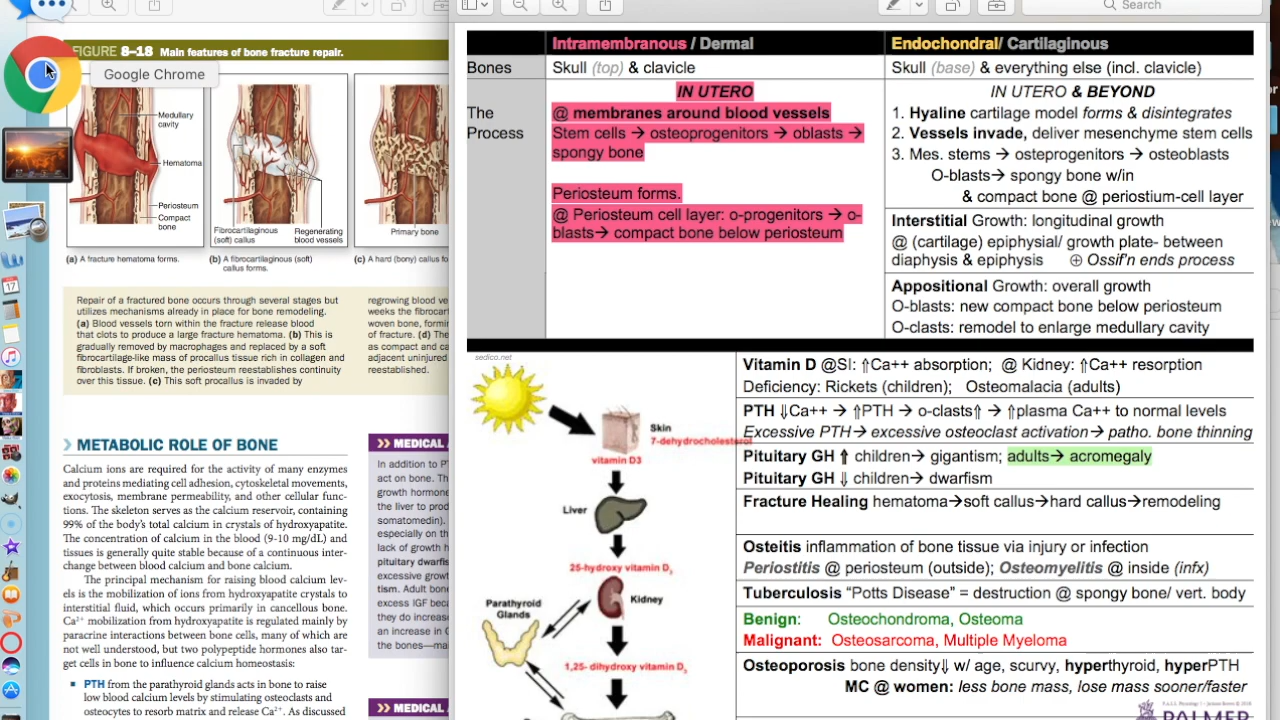 Search
FIGURE 8–18 Main features of bone fracture repair.
Google Chrome
Medullary
cavity
Hematoma
Periosteum
Compact
bone
Fibrocartilaginous
(soft) callus
Regenerating
blood vessels
Primary bone
(a) A fracture hematoma forms.
(b) A fibrocartilaginous (soft)
callus forms.
(c) A hard (bony) callus fo
Repair of a fractured bone occurs through several stages but
utilizes mechanisms already in place for bone remodeling.
(a) Blood vessels torn within the fracture release blood
that clots to produce a large fracture hematoma. (b) This is
gradually removed by macrophages and replaced by a soft
fibrocartilage-like mass of procallus tissue rich in collagen and
fibroblasts. If broken, the periosteum reestablishes continuity
over this tissue. (c) This soft procallus is invaded by
regrowing blood ve
weeks the fibrocart
woven bone, formin
of fracture. (d) The
as compact and ca
adjacent uninjured
reestablished.
METABOLIC ROLE OF BONE
Calcium ions are required for the activity of many enzymes
and proteins mediating cell adhesion, cytoskeletal movements,
exocytosis, membrane permeability, and other cellular func-
tions. The skeleton serves as the calcium reservoir, containing
99% of the body's total calcium in crystals of hydroxyapatite.
The concentration of calcium in the blood (9-10 mg/dL) and
tissues is generally quite stable because of a continuous inter-
change between blood calcium and bone calcium.
The principal mechanism for raising blood calcium lev-
els is the mobilization of ions from hydroxyapatite crystals to
interstitial fluid, which occurs primarily in cancellous bone.
Ca2+ mobilization from hydroxyapatite is regulated mainly by
paracrine interactions between bone cells, many of which are
not well understood, but two polypeptide hormones also tar-
get cells in bone to influence calcium homeostasis:
PTH from the parathyroid glands acts in bone to raise
low blood calcium levels by stimulating osteoclasts and
osteocytes to resorb matrix and release Ca2+. As discussed
MEDICAL A
In addition to PT
act on bone. Th
growth hormone
the liver to prod
somatomedin).
especially on th
lack of growth h
pituitary dwarfis
excessive growt
tism. Adult bone
excess IGF beca
they do increase
an increase in C
the bones—mai
MEDICAL
Intramembranous / Dermal
Endochondral/ Cartilaginous
Bones
Skull (top) & clavicle
Skull (base) & everything else (incl. clavicle)
The
Process
IN UTERO
@ membranes around blood vessels
Stem cells → osteoprogenitors → oblasts →
spongy bone
Periosteum forms.
@ Periosteum cell layer: o-progenitors → o-
blasts→ compact bone below periosteum
IN UTERO & BEYOND
1. Hyaline cartilage model forms & disintegrates
2. Vessels invade, deliver mesenchyme stem cells
3. Mes. stems → osteprogenitors → osteoblasts
O-blasts→ spongy bone w/in
& compact bone @ periostium-cell layer
Interstitial Growth: longitudinal growth
@ (cartilage) epiphysial/ growth plate- between
diaphysis & epiphysis ⊕ Ossif'n ends process
Appositional Growth: overall growth
O-blasts: new compact bone below periosteum
O-clasts: remodel to enlarge medullary cavity
sedico.net
Skin
7-dehydrocholesterol
vitamin D3
Liver
25-hydroxy vitamin D3
Kidney
Parathyroid
Glands
1,25- dihydroxy vitamin D3
Vitamin D @SI: ⇑Ca++ absorption; @ Kidney: ⇑Ca++ resorption
Deficiency: Rickets (children); Osteomalacia (adults)
PTH ⇓Ca++ → ⇑PTH → o-clasts⇑ → ⇑plasma Ca++ to normal levels
Excessive PTH→ excessive osteoclast activation→ patho. bone thinning
Pituitary GH ⇑ children→ gigantism; adults→ acromegaly
Pituitary GH ⇓ children→ dwarfism
Fracture Healing hematoma→soft callus→hard callus→remodeling
Osteitis inflammation of bone tissue via injury or infection
Periostitis @ periosteum (outside); Osteomyelitis @ inside (infx)
Tuberculosis “Potts Disease” = destruction @ spongy bone/ vert. body
Benign: Osteochondroma, Osteoma
Malignant: Osteosarcoma, Multiple Myeloma
Osteoporosis bone density⇓ w/ age, scurvy, hyperthyroid, hyperPTH
MC @ women: less bone mass, lose mass sooner/faster
PALMER